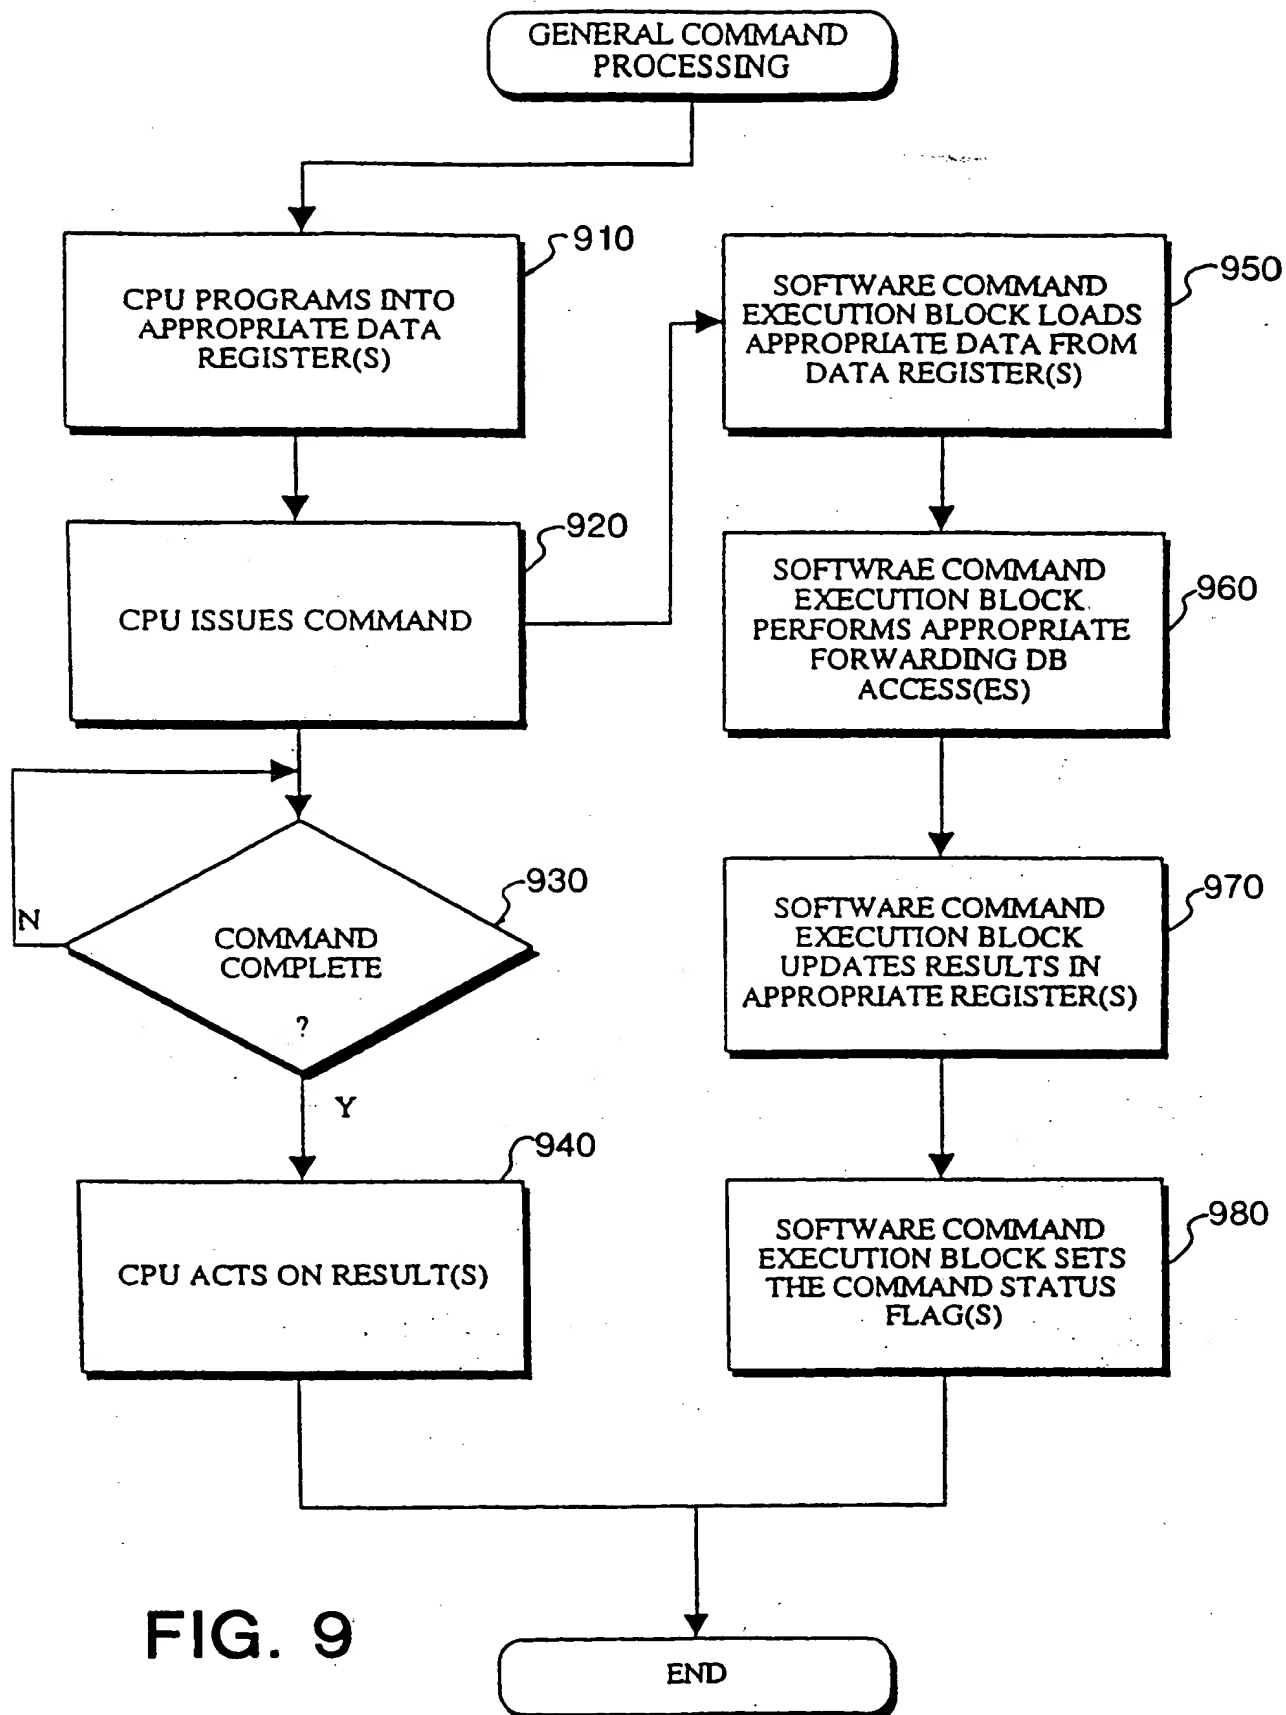 GENERAL COMMAND
PROCESSING
910
CPU PROGRAMS INTO
APPROPRIATE DATA
REGISTER(S)
920
CPU ISSUES COMMAND
930
N
COMMAND
COMPLETE
?
Y
940
CPU ACTS ON RESULT(S)
950
SOFTWARE COMMAND
EXECUTION BLOCK LOADS
APPROPRIATE DATA FROM
DATA REGISTER(S)
960
SOFTWRAE COMMAND
EXECUTION BLOCK
PERFORMS APPROPRIATE
FORWARDING DB
ACCESS(ES)
970
SOFTWARE COMMAND
EXECUTION BLOCK
UPDATES RESULTS IN
APPROPRIATE REGISTER(S)
980
SOFTWARE COMMAND
EXECUTION BLOCK SETS
THE COMMAND STATUS
FLAG(S)
FIG. 9
END